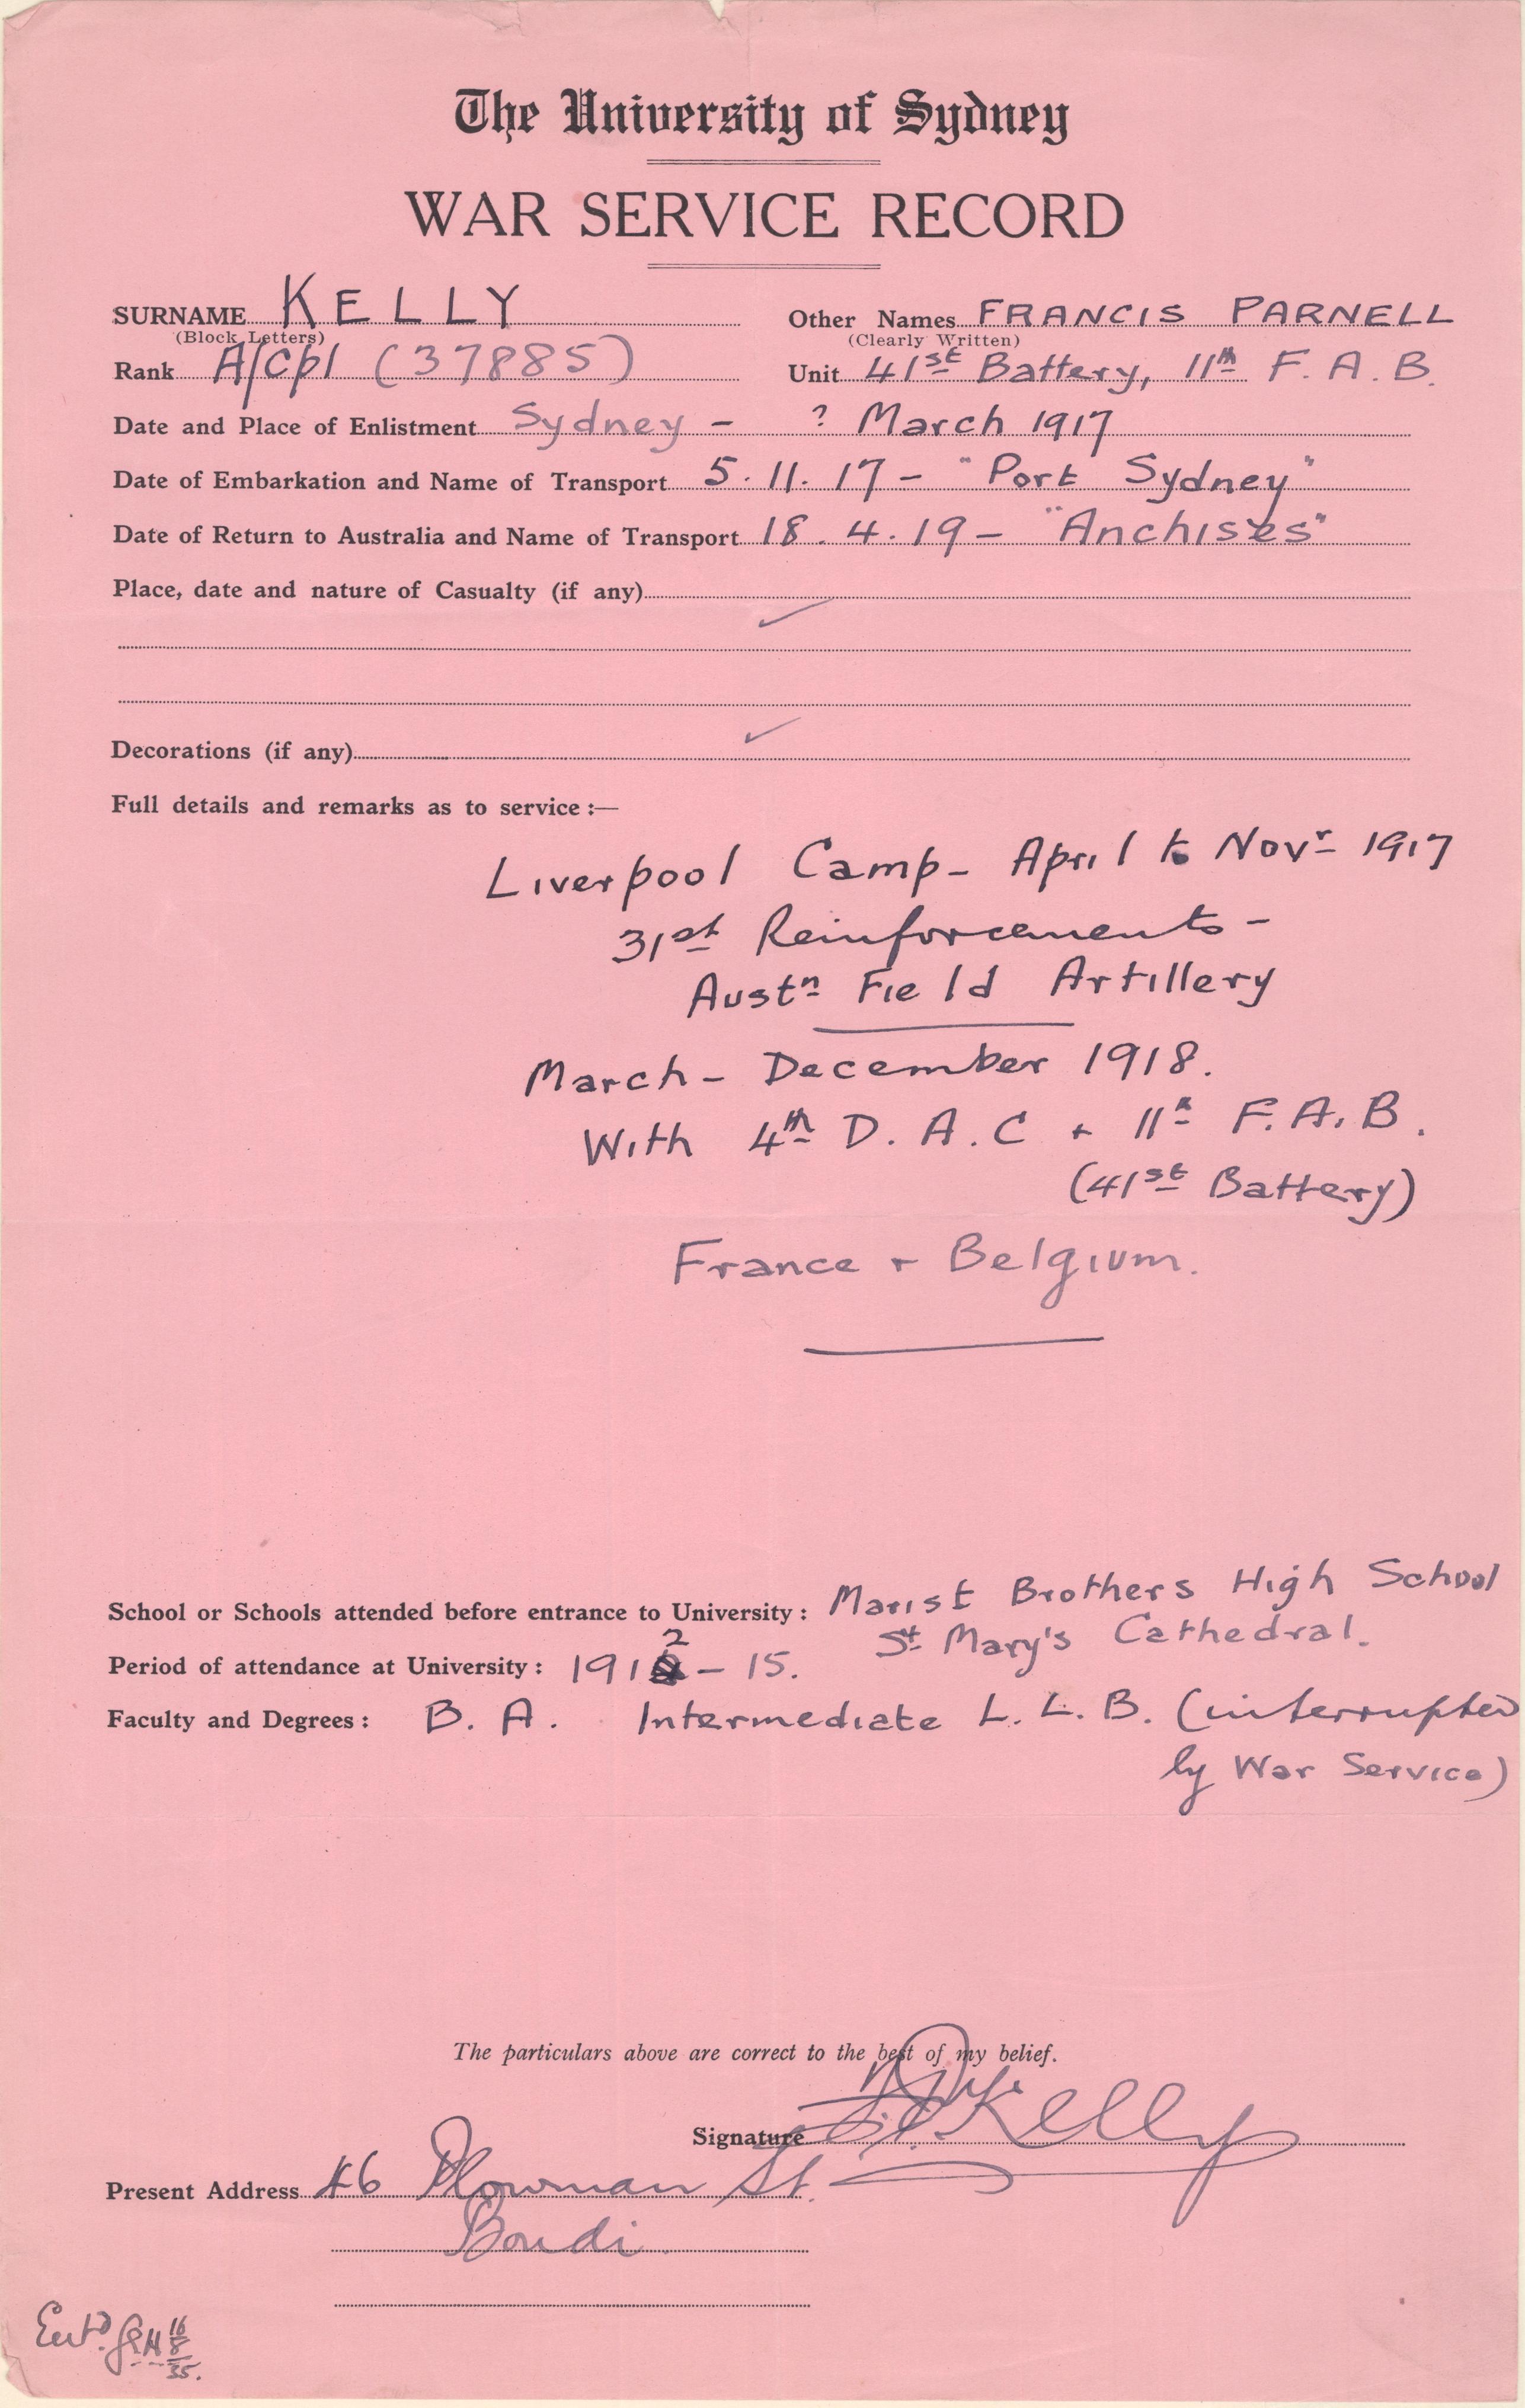 The University of Sydney
WAR SERVICE RECORD
SURNAME KELLY Other Names FRANCIS PARNELL
(Block Letters) (Clearly Written)
Rank A/Cpl (37885) Unit 41st Battery, 11th F. A. B.
Date and Place of Enlistment Sydney - ? March 1917
Date of Embarkation and Name of Transport 5. 11. 17 - "Port Sydney"
Date of Return to Australia and Name of Transport 18. 4. 19 - "Anchises"
Place, date and nature of Casualty (if any)
Decorations (if any)
Full details and remarks as to service :—
Liverpool Camp - April to Novr 1917
31st Reinforcements -
Austn Field Artillery
March - December 1918.
With 4th D. A. C + 11th F. A. B.
(41st Battery)
France + Belgium.
School or Schools attended before entrance to University : Marist Brothers High School
St Mary's Cathedral.
Period of attendance at University : 1912 - 15.
Faculty and Degrees : B. A. Intermediate L. L. B. (interrupted
by War Service)
The particulars above are correct to the best of my belief.
Signature F. P. Kelly
Present Address 46 Plowman St.
Bondi.
Entd. 16/8/35.